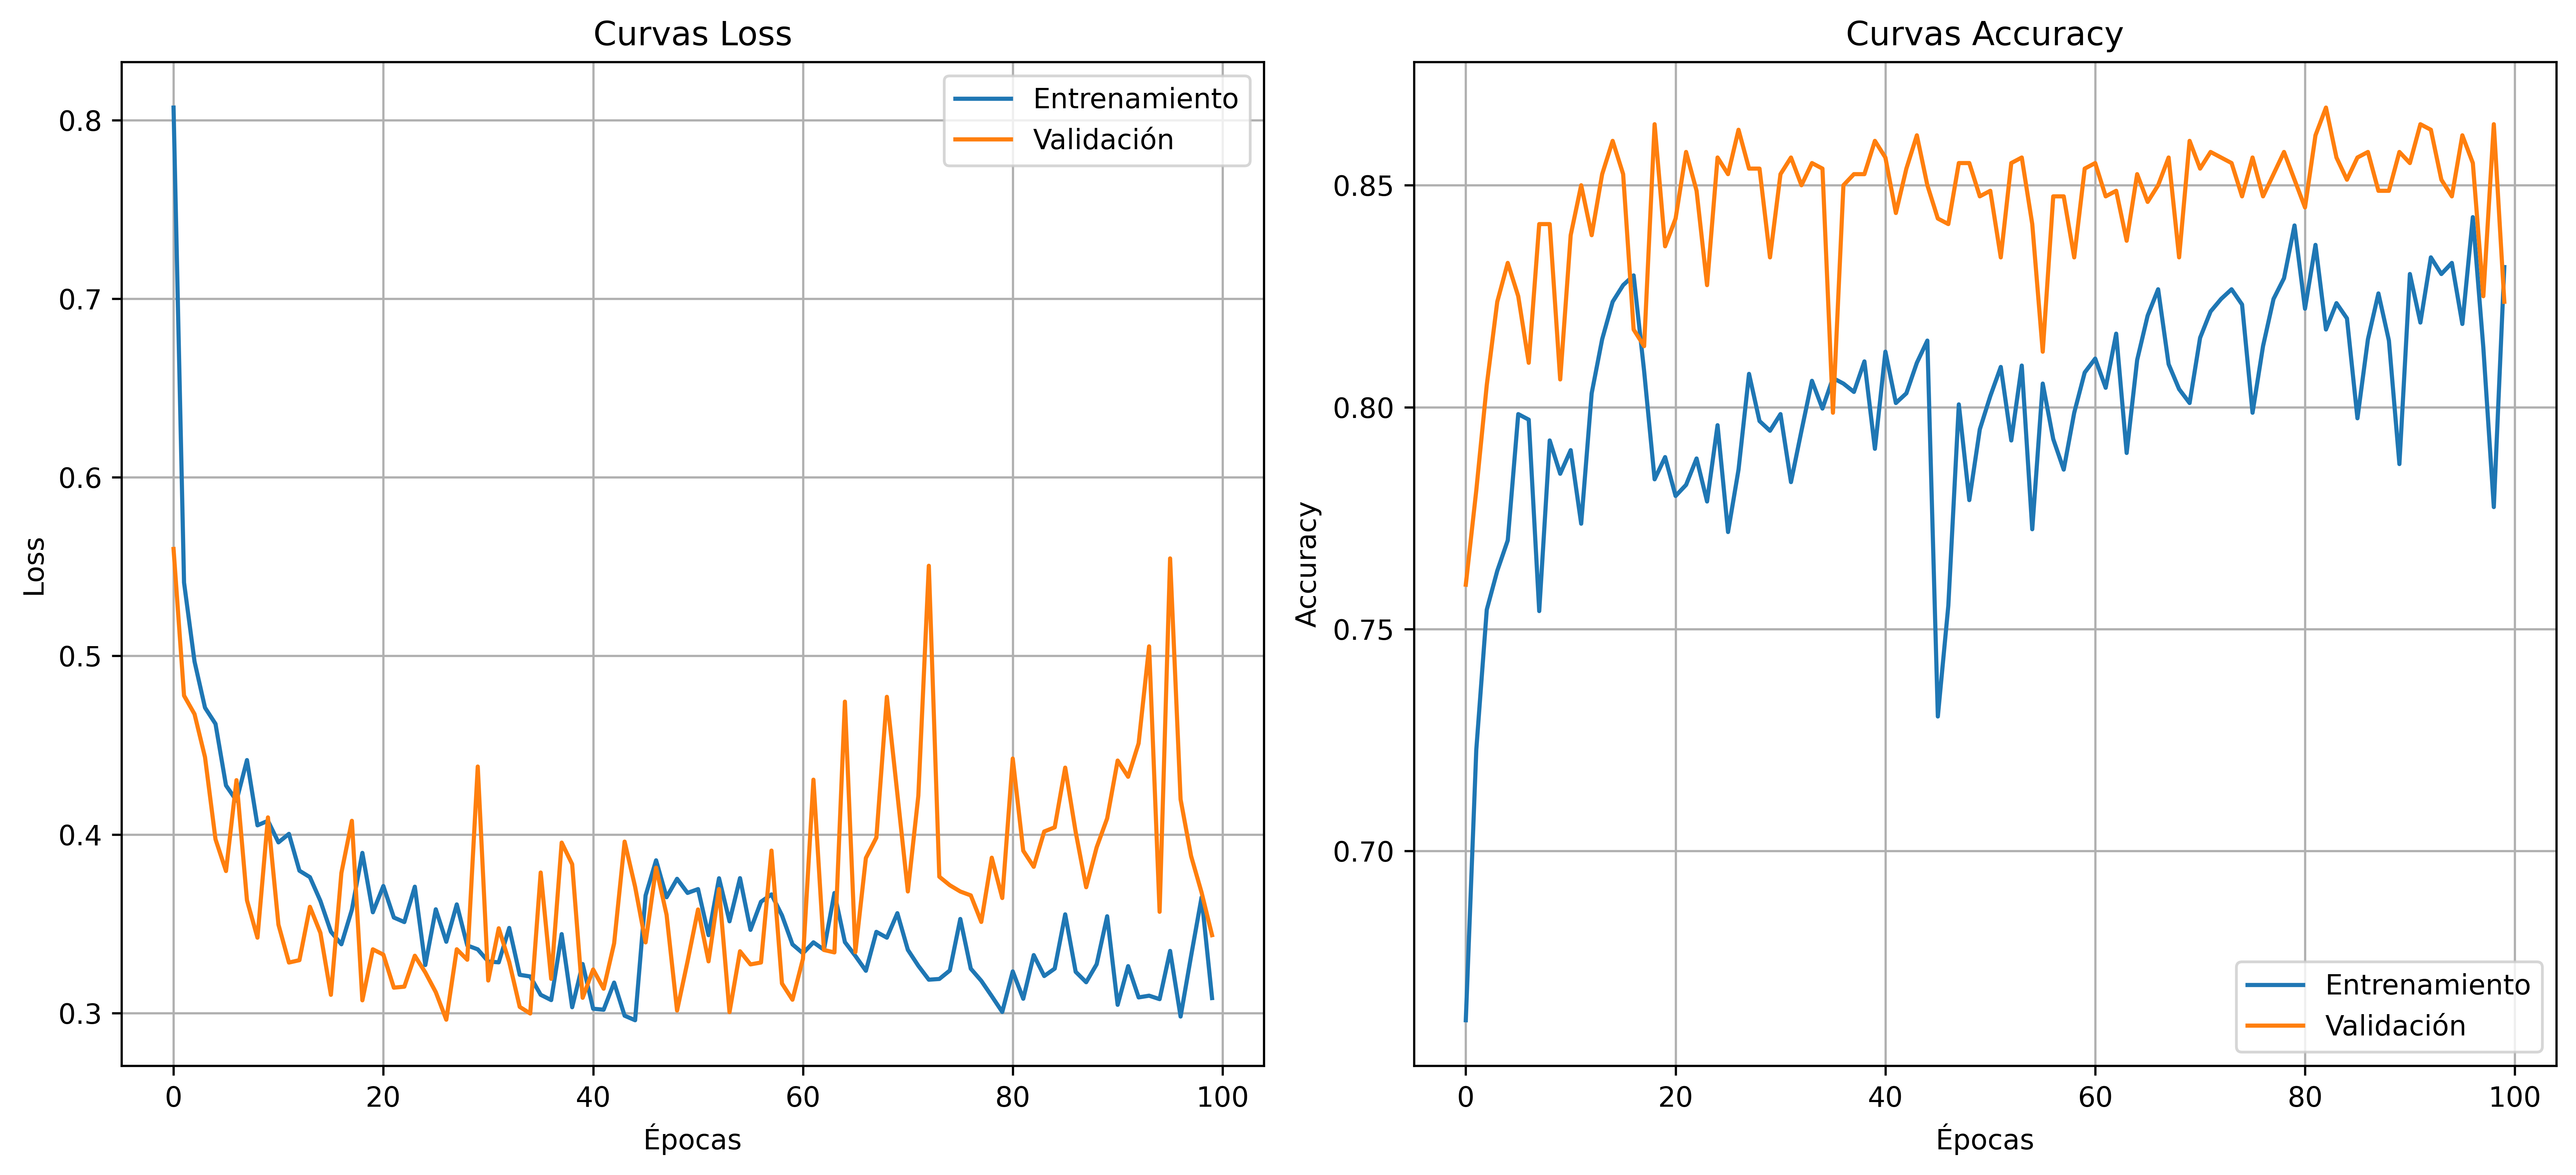 Curvas Loss
Loss
0.8
0.7
0.6
0.5
0.4
0.3
0 20 40 60 80 100
Épocas
Entrenamiento
Validación
Curvas Accuracy
Accuracy
0.85
0.80
0.75
0.70
0 20 40 60 80 100
Épocas
Entrenamiento
Validación